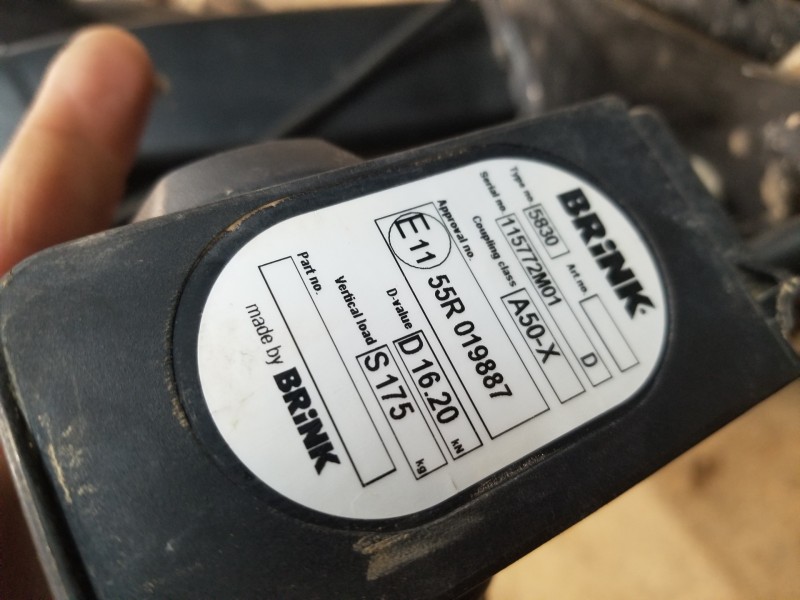 BRiNK
Type no 5830 Art no.
Serial no 115772M01 D
Coupling class A50-X
Approval no.
E11 55R 019887
D-value D 16.20 kN
Vertical load S 175 kg
Part no.
made by BRiNK